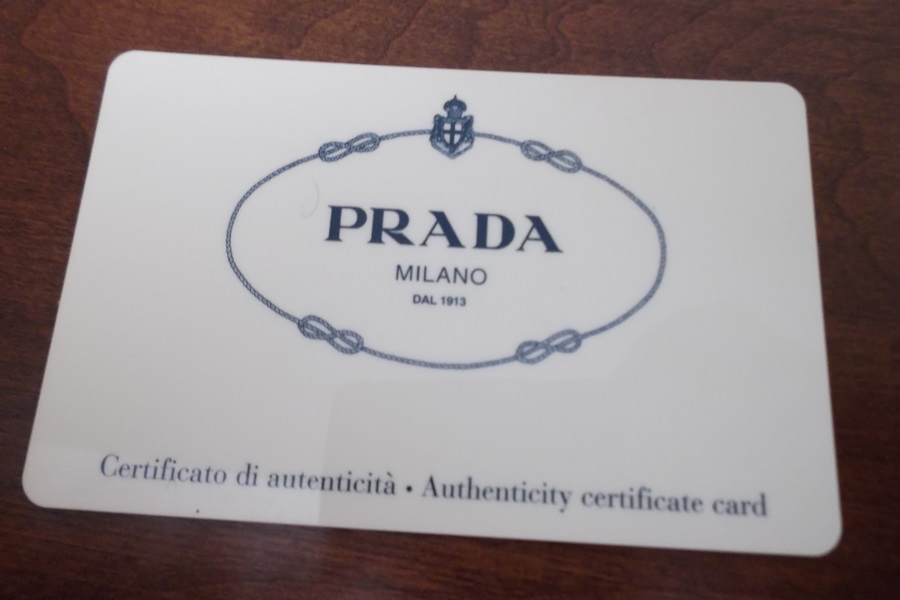 PRADA
MILANO
DAL 1913
Certificato di autenticità • Authenticity certificate card